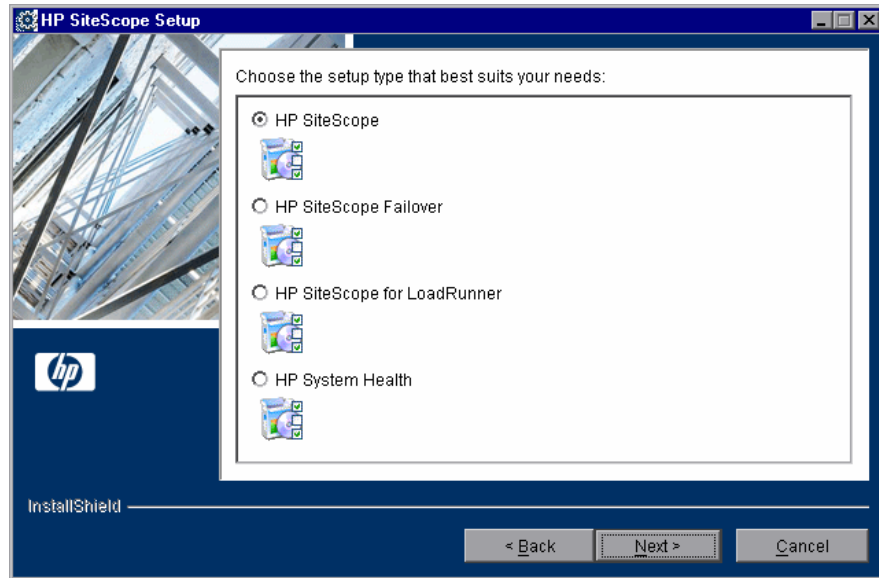 HP SiteScope Setup
Choose the setup type that best suits your needs:
HP SiteScope
HP SiteScope Failover
HP SiteScope for LoadRunner
HP System Health
hp
InstallShield
< Back
Next >
Cancel